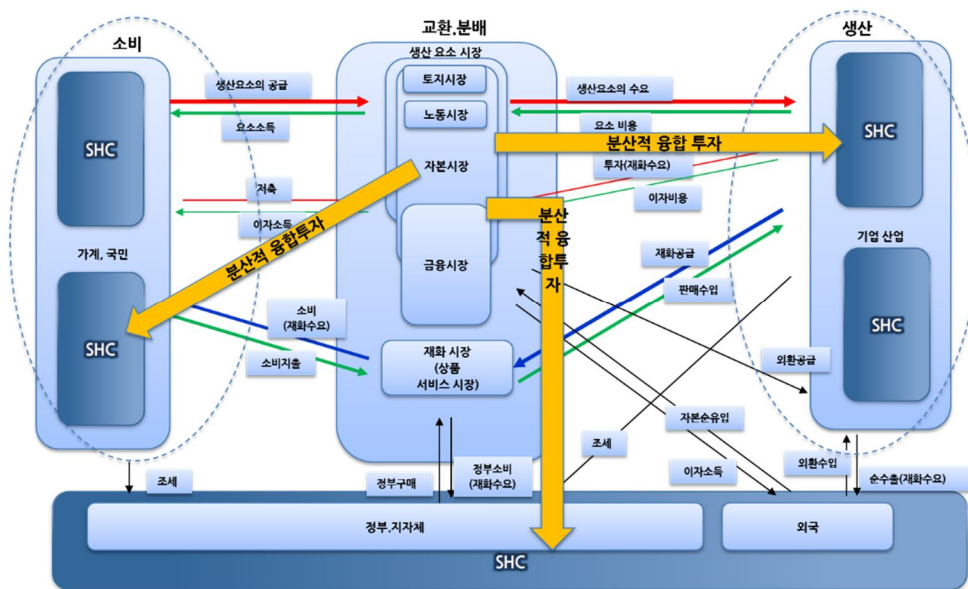 소비
교환.분배
생산
생산 요소 시장
토지시장
노동시장
자본시장
금융시장
재화 시장
(상품
서비스 시장)
SHC
가계, 국민
SHC
SHC
기업 산업
SHC
생산요소의 공급
요소소득
저축
이자소득
소비
(재화수요)
소비지출
생산요소의 수요
요소 비용
분산적 융합 투자
투자(재화수요)
이자비용
분산적 융합투자
분산
적 융
합투
자
재화공급
판매수입
외환공급
자본순유입
이자소득
조세
조세
정부구매
정부소비
(재화수요)
외환수입
순수출(재화수요)
정부.지자체
외국
SHC